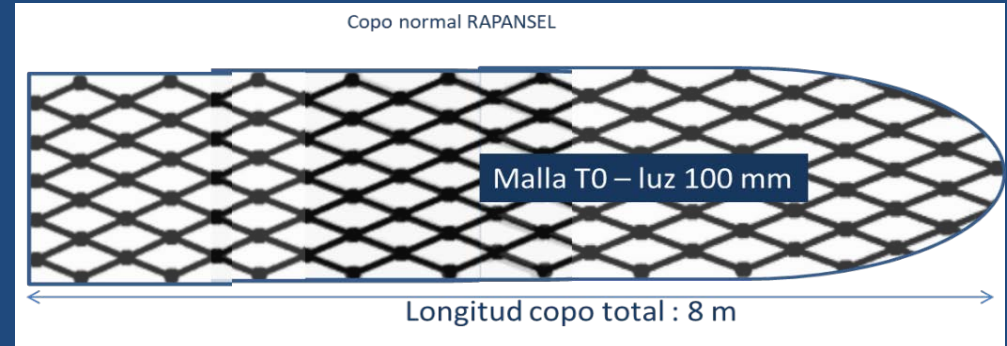 Copo normal RAPANSEL
Malla T0 – luz 100 mm
Longitud copo total : 8 m